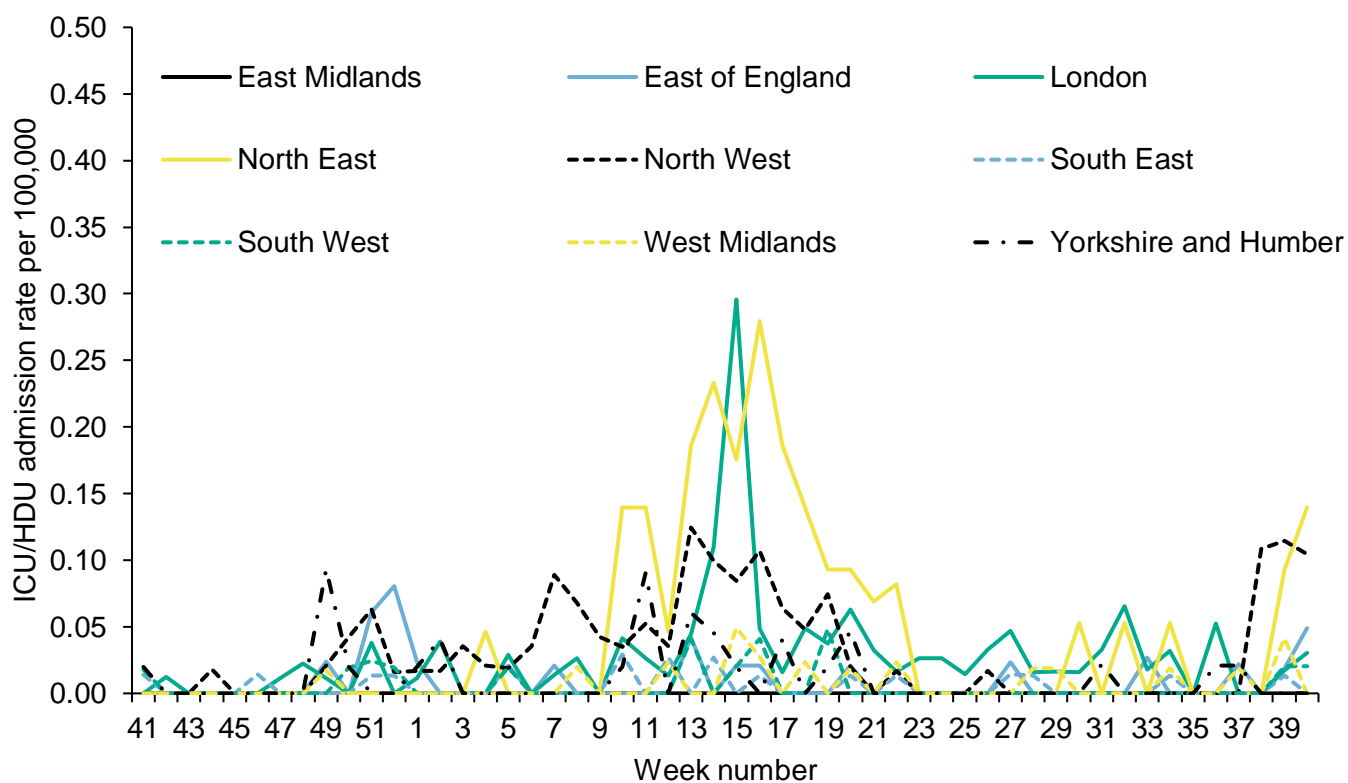 ICU/HDU admission rate per 100,000
0.50
0.45
0.40
0.35
0.30
0.25
0.20
0.15
0.10
0.05
0.00
East Midlands East of England London
North East North West South East
South West West Midlands Yorkshire and Humber
41 43 45 47 49 51 1 3 5 7 9 11 13 15 17 19 21 23 25 27 29 31 33 35 37 39
Week number